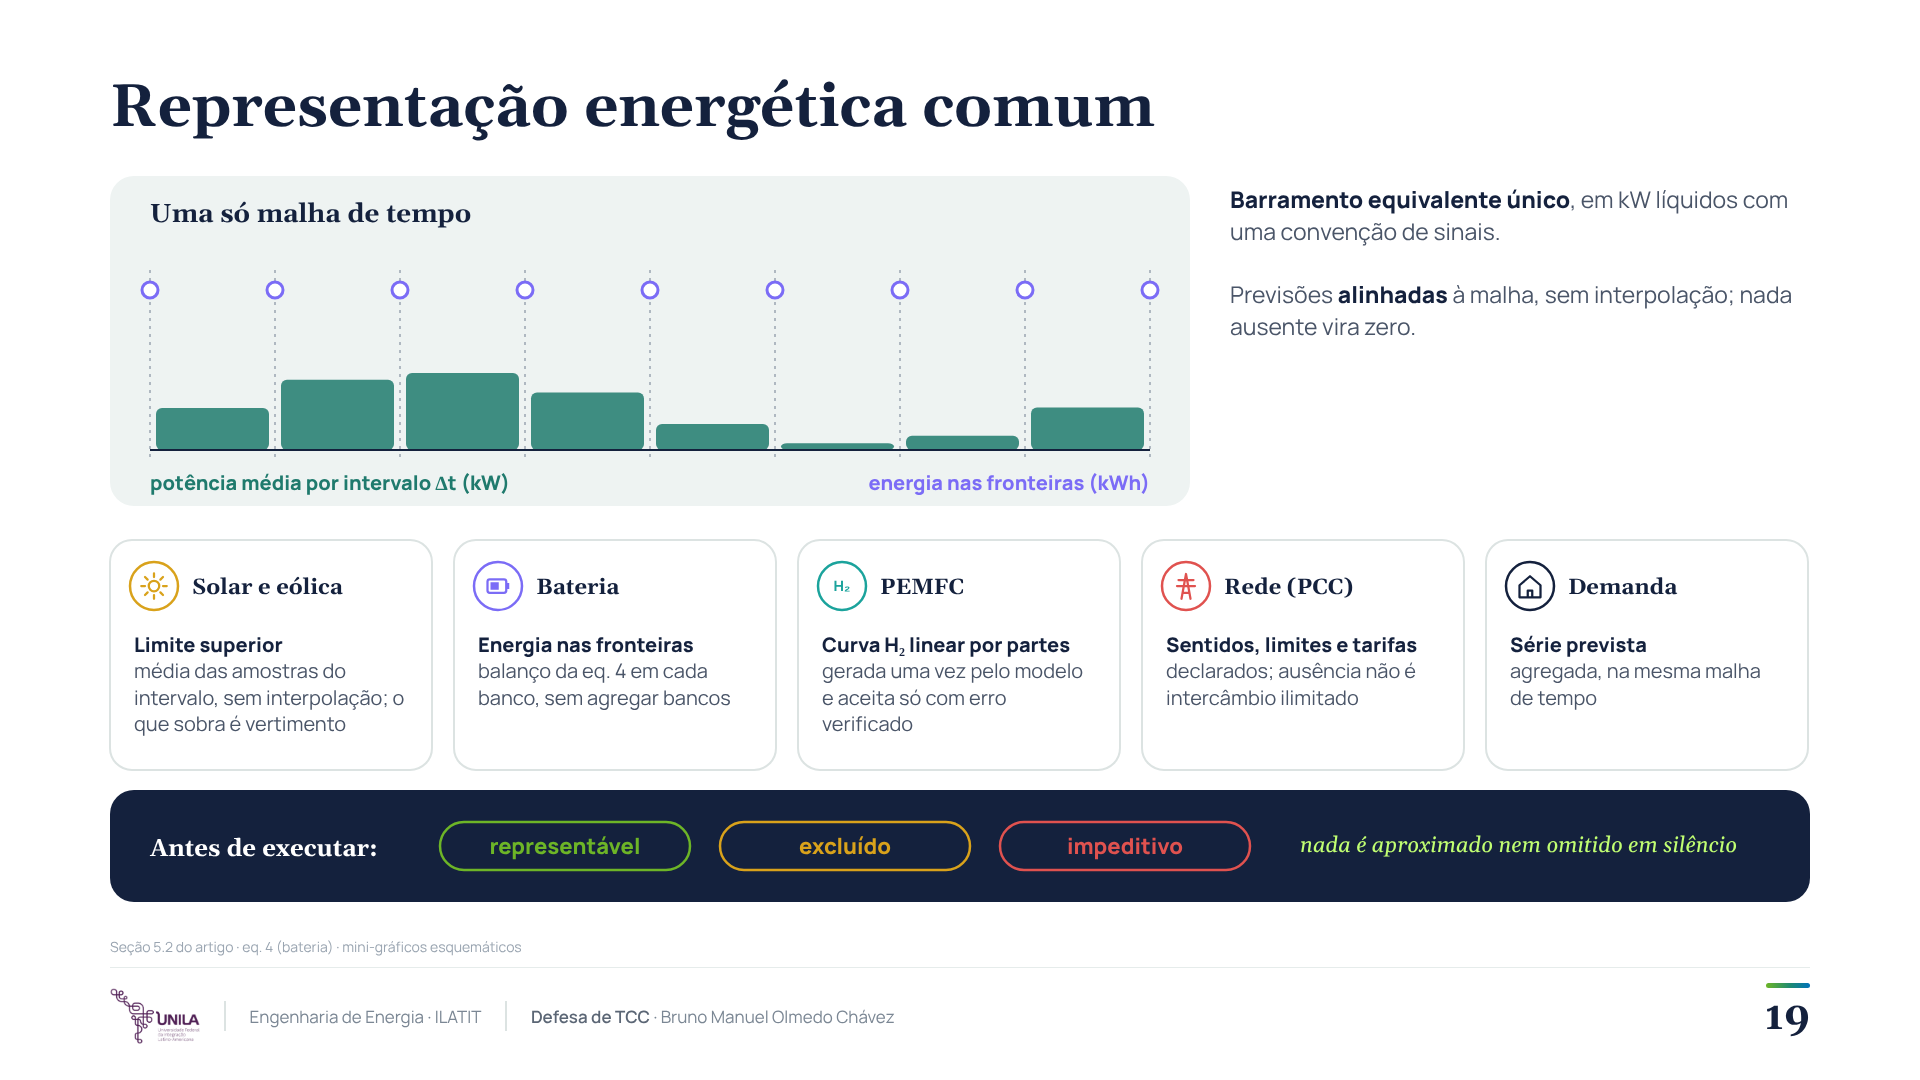 Representação energética comum
Uma só malha de tempo
potência média por intervalo Δt (kW)
energia nas fronteiras (kWh)
Barramento equivalente único, em kW líquidos com
uma convenção de sinais.
Previsões alinhadas à malha, sem interpolação; nada
ausente vira zero.
Solar e eólica
Limite superior
média das amostras do
intervalo, sem interpolação; o
que sobra é vertimento
Bateria
Energia nas fronteiras
balanço da eq. 4 em cada
banco, sem agregar bancos
H₂
PEMFC
Curva H₂ linear por partes
gerada uma vez pelo modelo
e aceita só com erro
verificado
Rede (PCC)
Sentidos, limites e tarifas
declarados; ausência não é
intercâmbio ilimitado
Demanda
Série prevista
agregada, na mesma malha
de tempo
Antes de executar:
representável
excluído
impeditivo
nada é aproximado nem omitido em silêncio
Seção 5.2 do artigo · eq. 4 (bateria) · mini-gráficos esquemáticos
UNILA
Universidade Federal
da Integração
Latino-Americana
Engenharia de Energia · ILATIT
Defesa de TCC · Bruno Manuel Olmedo Chávez
19